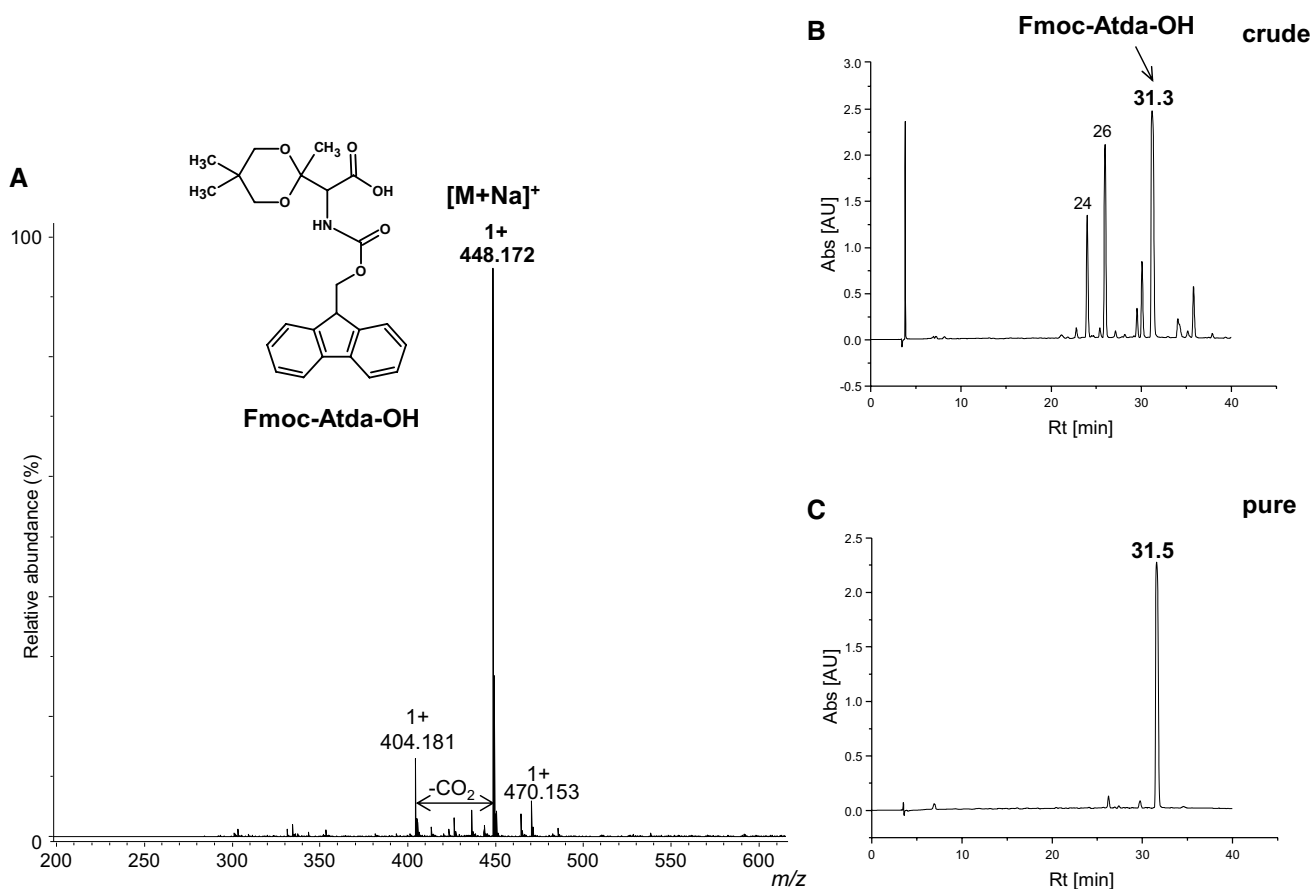 A
H₃C
H₃C
O
O
CH₃
O
OH
HN
O
O
Fmoc-Atda-OH
[M+Na]⁺
1+
448.172
1+
404.181
-CO₂
1+
470.153
Relative abundance (%)
100
0
200 250 300 350 400 450 500 550 600
m/z
B
Fmoc-Atda-OH
crude
31.3
26
24
Abs [AU]
3.0
2.5
2.0
1.5
1.0
0.5
0.0
-0.5
0 10 20 30 40
Rt [min]
C
pure
31.5
Abs [AU]
2.5
2.0
1.5
1.0
0.5
0.0
0 10 20 30 40
Rt [min]